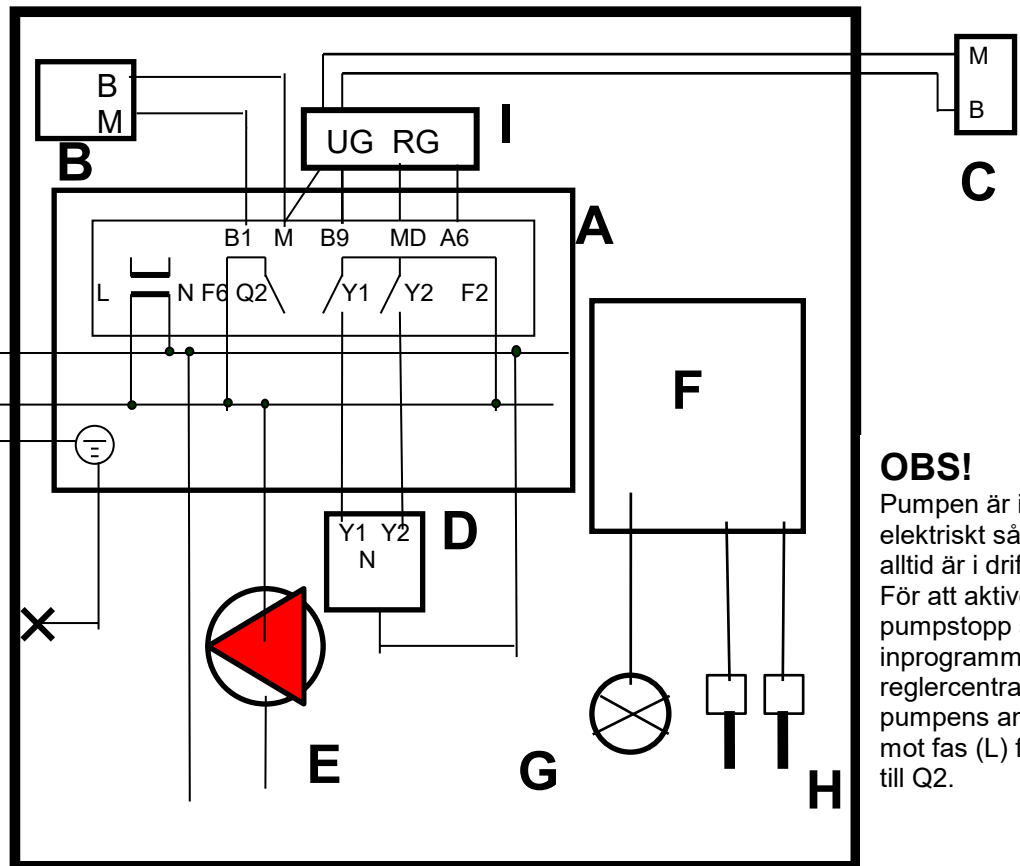 M
B
C
B
M
B
UG RG
I
A
B1 M B9 MD A6
L N F6 Q2 Y1 Y2 F2
F
Y1 Y2
N
D
E
G
H
OBS!
Pumpen är i
elektriskt så
alltid är i drif
För att aktive
pumpstopp
inprogramm
reglercentra
pumpens an
mot fas (L) f
till Q2.